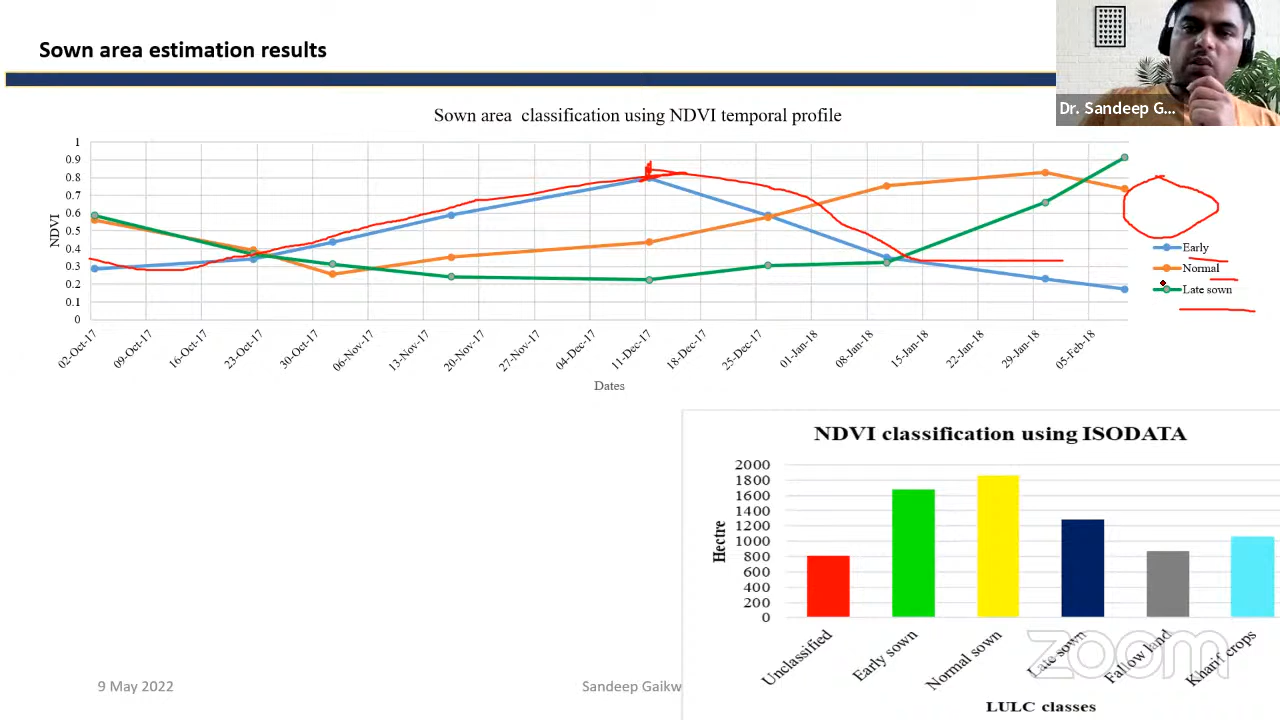 Sown area estimation results
Dr. Sandeep G...
Sown area classification using NDVI temporal profile
NDVI
1
0.9
0.8
0.7
0.6
0.5
0.4
0.3
0.2
0.1
0
02-Oct-17
09-Oct-17
16-Oct-17
23-Oct-17
30-Oct-17
06-Nov-17
13-Nov-17
20-Nov-17
27-Nov-17
04-Dec-17
11-Dec-17
18-Dec-17
25-Dec-17
01-Jan-18
08-Jan-18
15-Jan-18
22-Jan-18
29-Jan-18
05-Feb-18
Dates
Early
Normal
Late sown
NDVI classification using ISODATA
Hectre
2000
1800
1600
1400
1200
1000
800
600
400
200
0
Unclassified
Early sown
Normal sown
Late sown
Fallow land
Kharif crops
LULC classes
zoom
9 May 2022
Sandeep Gaikw